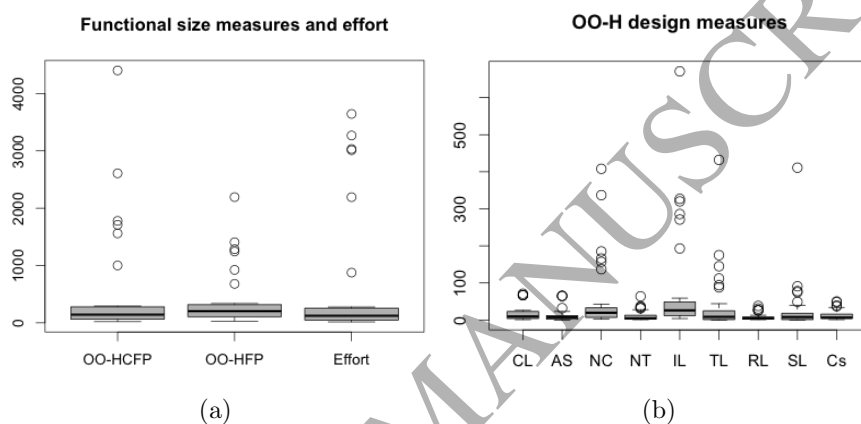 Functional size measures and effort
4000
3000
2000
1000
0
OO-HCFP OO-HFP Effort
(a)
OO-H design measures
500
300
100
0
CL AS NC NT IL TL RL SL Cs
(b)
MANUSCR